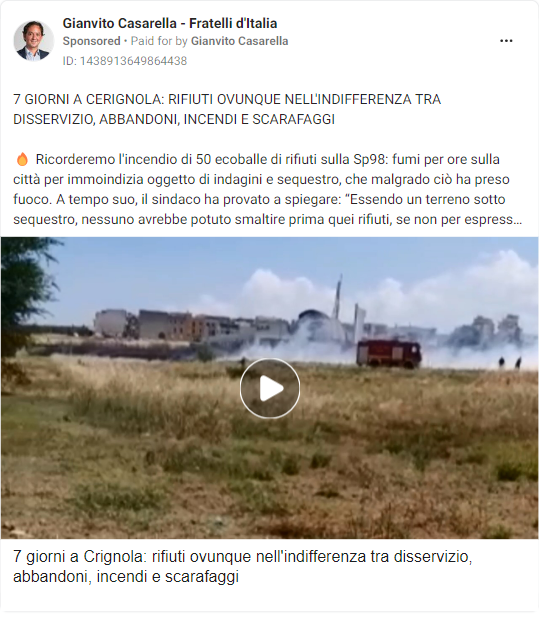 Gianvito Casarella - Fratelli d'Italia
Sponsored • Paid for by Gianvito Casarella
ID: 1438913649864438
7 GIORNI A CERIGNOLA: RIFIUTI OVUNQUE NELL'INDIFFERENZA TRA
DISSERVIZIO, ABBANDONI, INCENDI E SCARAFAGGI
🔥 Ricorderemo l'incendio di 50 ecoballe di rifiuti sulla Sp98: fumi per ore sulla
città per immoindizia oggetto di indagini e sequestro, che malgrado ciò ha preso
fuoco. A tempo suo, il sindaco ha provato a spiegare: “Essendo un terreno sotto
sequestro, nessuno avrebbe potuto smaltire prima quei rifiuti, se non per espress...
7 giorni a Crignola: rifiuti ovunque nell'indifferenza tra disservizio,
abbandoni, incendi e scarafaggi